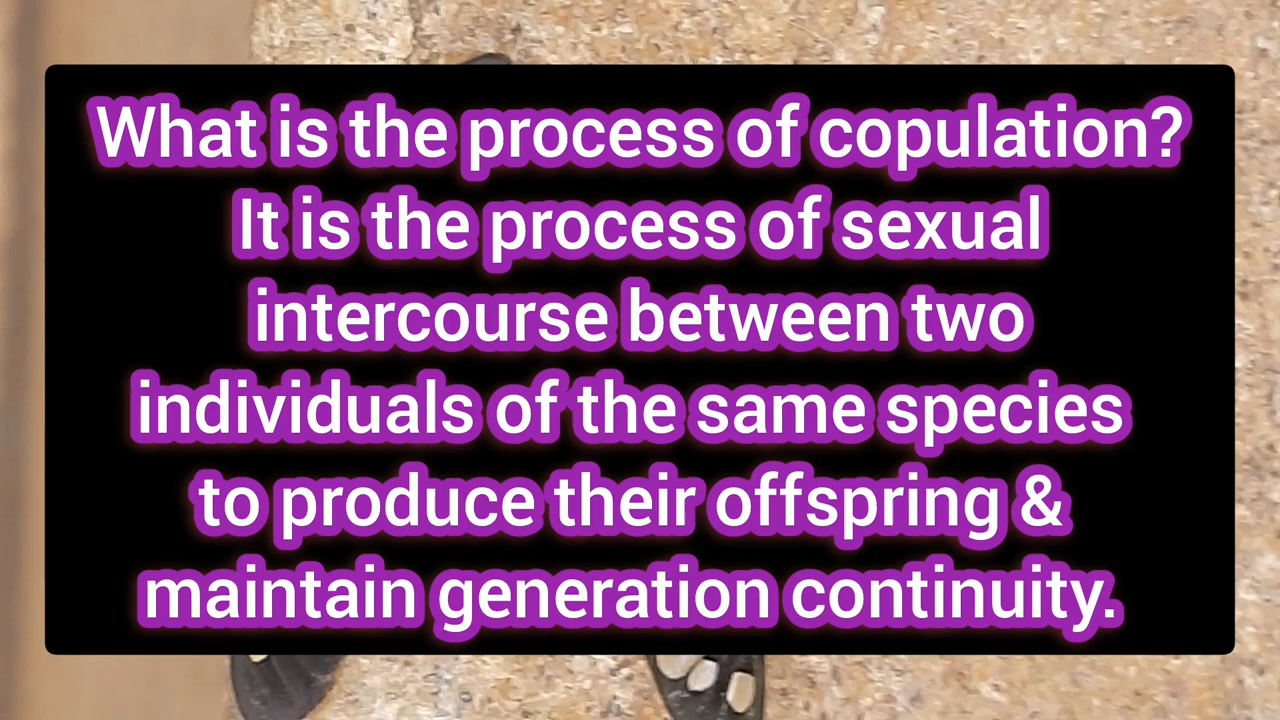 What is the process of copulation?
It is the process of sexual
intercourse between two
individuals of the same species
to produce their offspring &
maintain generation continuity.